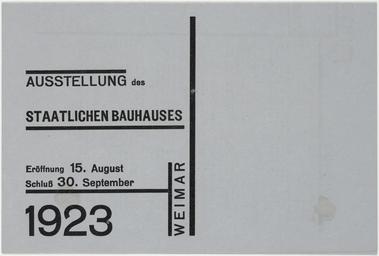 AUSSTELLUNG des
STAATLICHEN BAUHAUSES
Eröffnung 15. August
Schluß 30. September
1923
WEIMAR